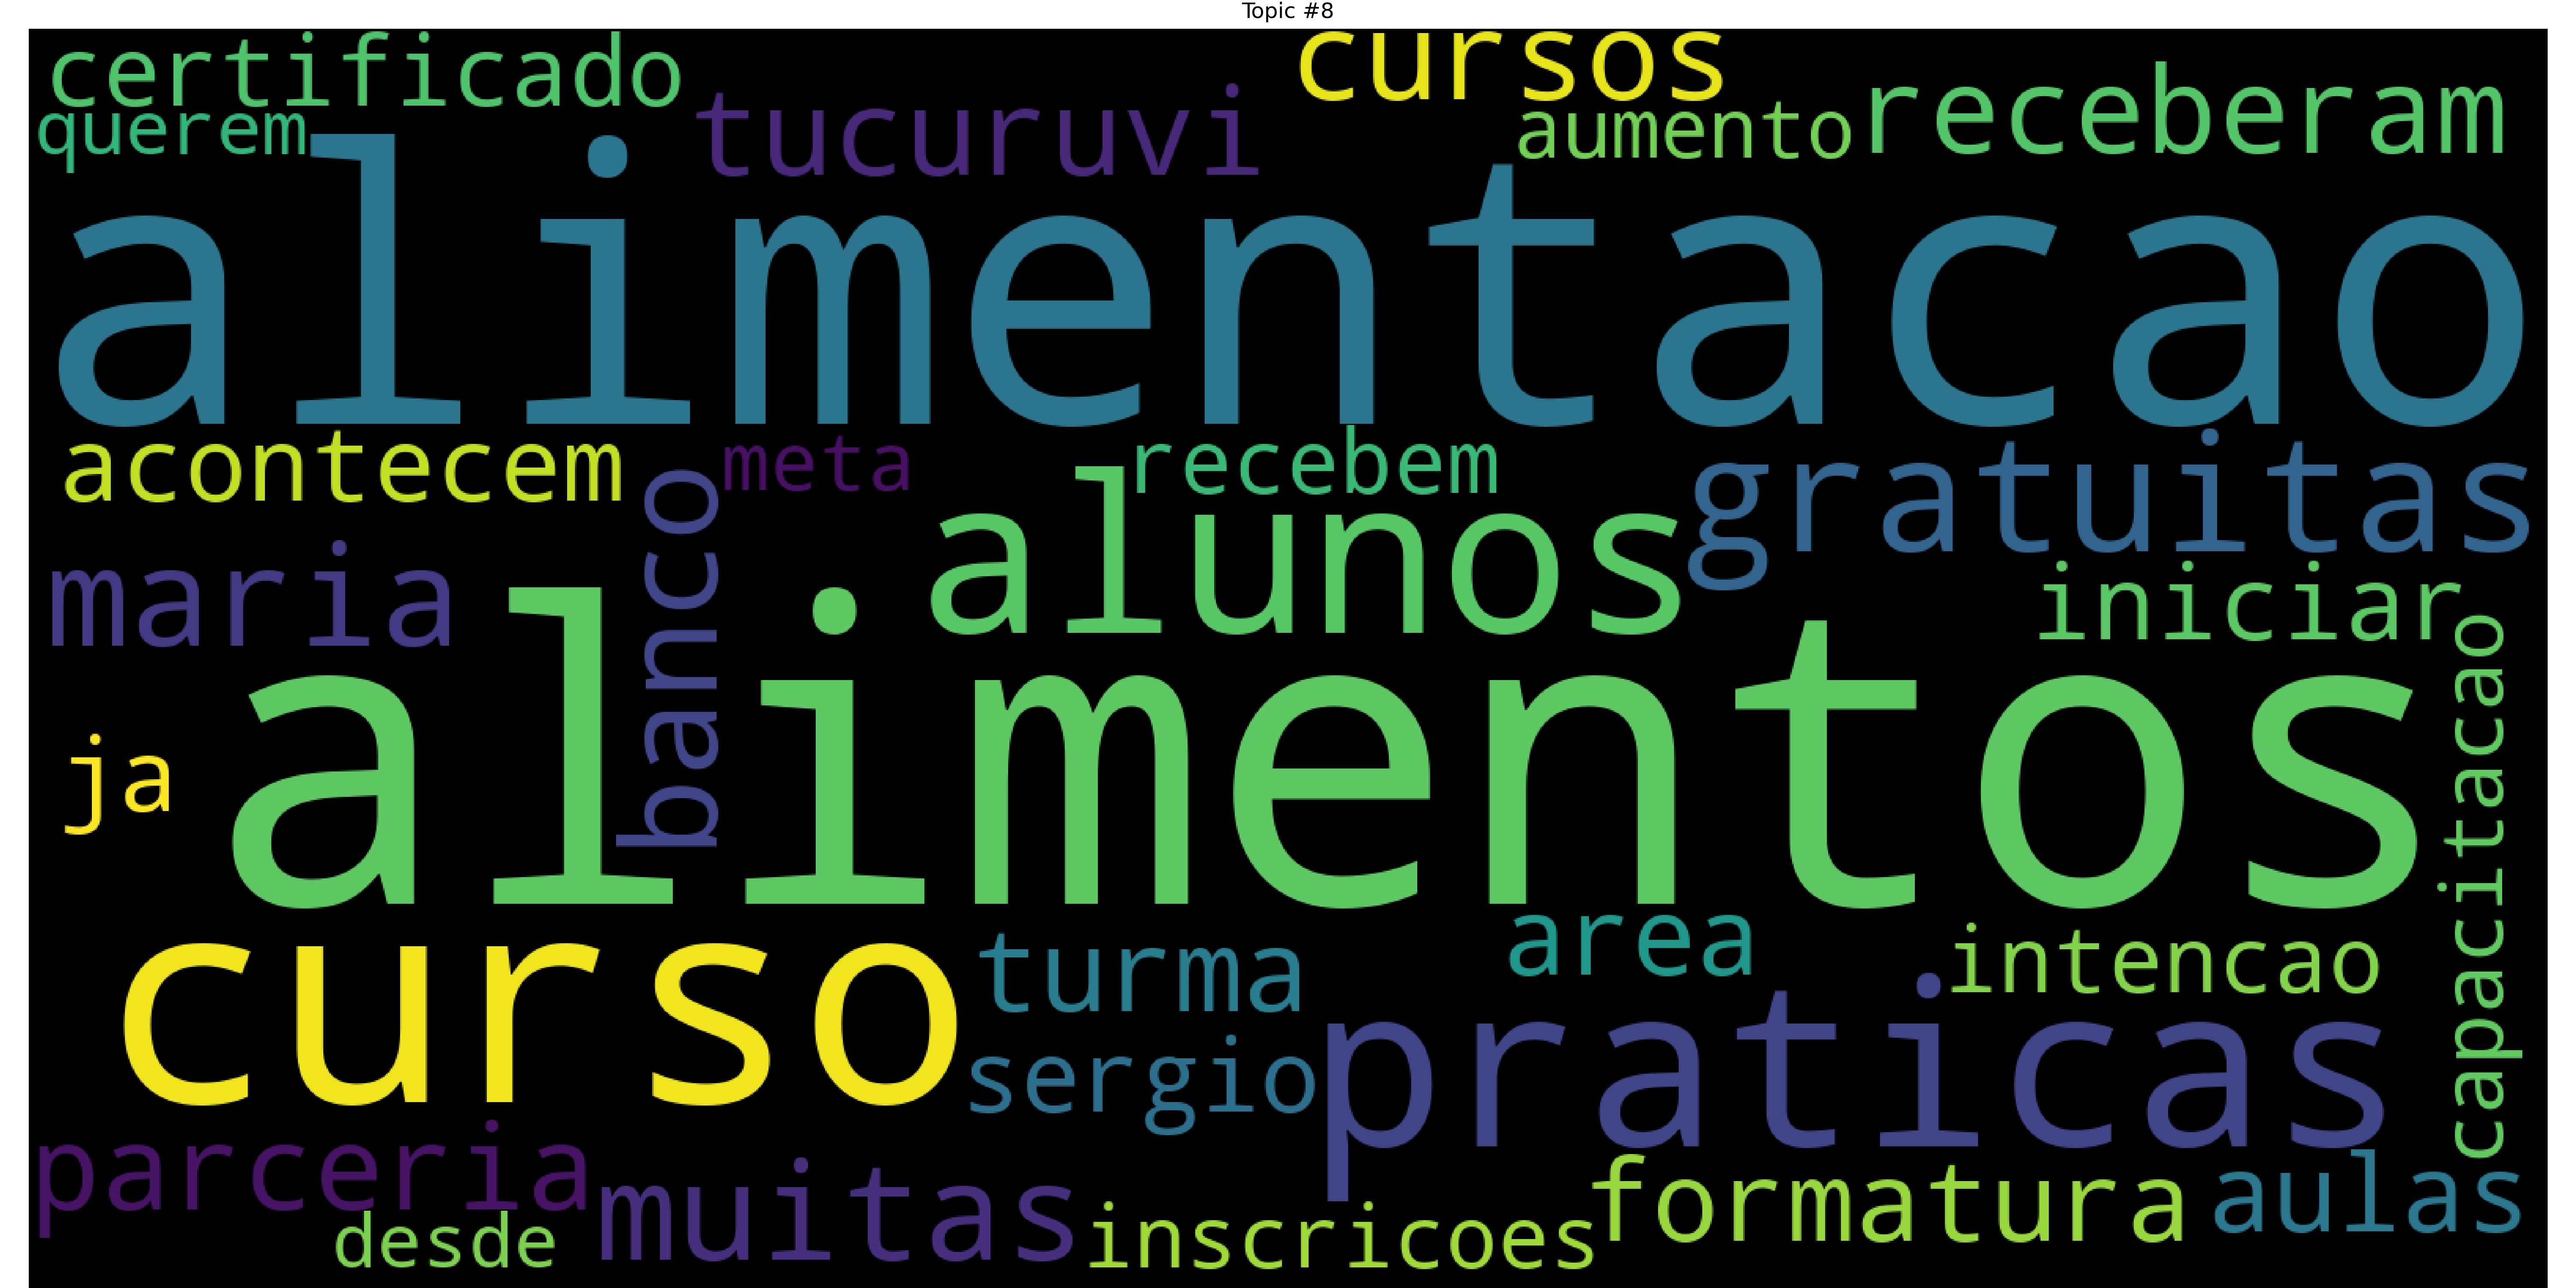 Topic #8
certificado
cursos
querem
tucuruvi
aumento
receberam
alimentacao
acontecem
meta
recebem
gratuitas
banco
alunos
maria
iniciar
ja
alimentos
capacitacao
curso
turma
area
intencao
sergio
praticas
parceria
muitas
formatura
aulas
desde
inscricoes